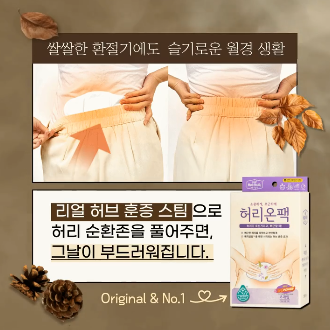 쌀쌀한 환절기에도 슬기로운 월경 생활
리얼 허브 훈증 스팀으로
허리 순환존을 풀어주면,
그날이 부드러워집니다.
Original & No.1
허리온팩